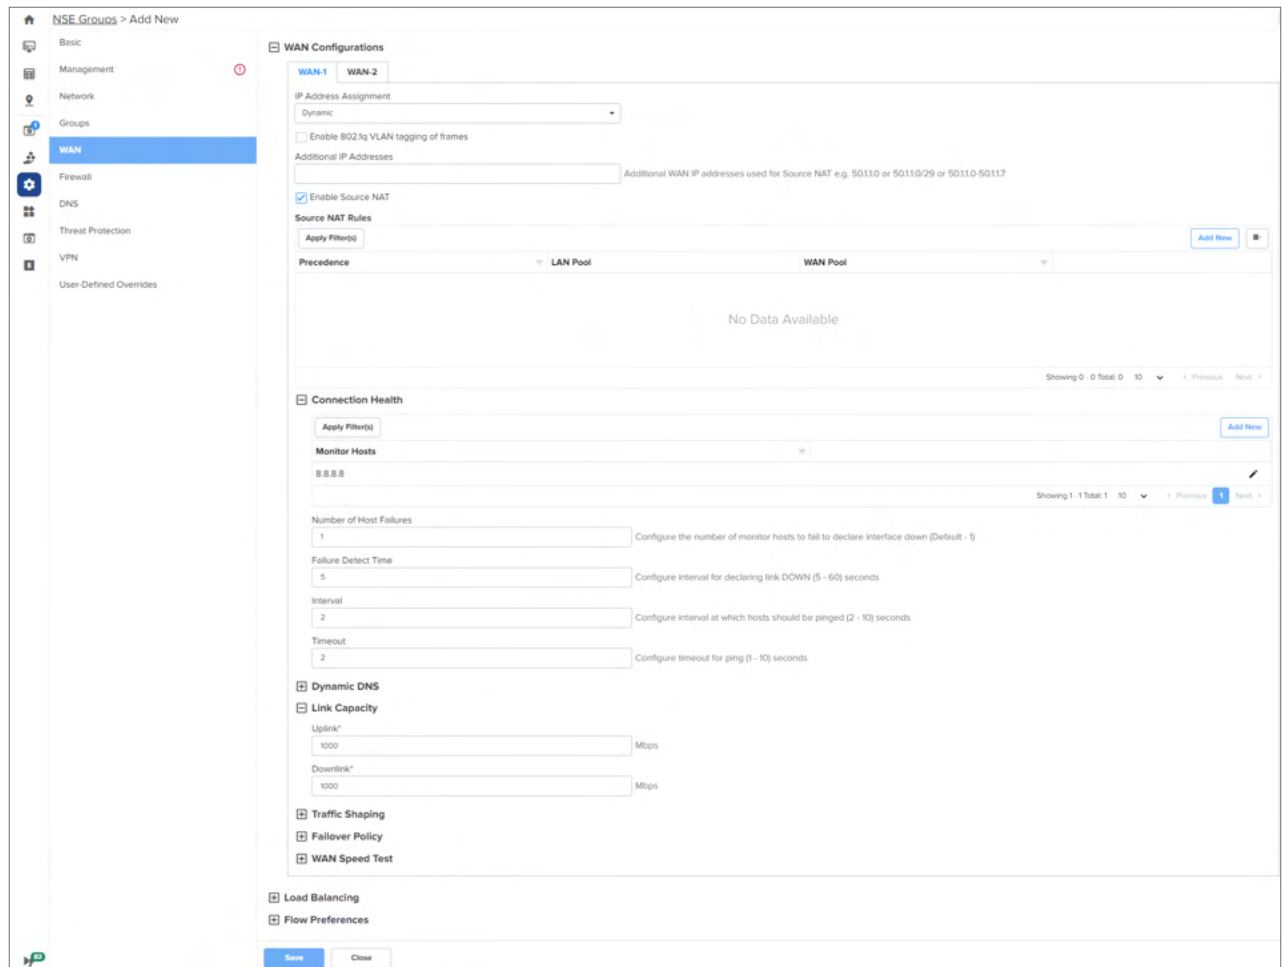 NSE Groups > Add New
Basic
Management
Network
Groups
WAN
Firewall
DNS
Threat Protection
VPN
User-Defined Overrides
WAN Configurations
WAN-1 WAN-2
IP Address Assignment
Dynamic
Enable 802.1q VLAN tagging of frames
Additional IP Addresses
Additional WAN IP addresses used for Source NAT e.g. 50.1.1.0 or 50.1.1.0/29 or 50.1.1.0-50.1.1.7
Enable Source NAT
Source NAT Rules
Apply Filter(s) Add New
Precedence LAN Pool WAN Pool
No Data Available
Showing 0 - 0 Total: 0 10 < Previous Next >
Connection Health
Apply Filter(s) Add New
Monitor Hosts
8.8.8.8
Showing 1 - 1 Total: 1 10 < Previous 1 Next >
Number of Host Failures
1 Configure the number of monitor hosts to fail to declare interface down (Default - 1)
Failure Detect Time
5 Configure interval for declaring link DOWN (5 - 60) seconds
Interval
2 Configure interval at which hosts should be pinged (2 - 10) seconds
Timeout
2 Configure timeout for ping (1 - 10) seconds
Dynamic DNS
Link Capacity
Uplink*
1000 Mbps
Downlink*
1000 Mbps
Traffic Shaping
Failover Policy
WAN Speed Test
Load Balancing
Flow Preferences
Save Close